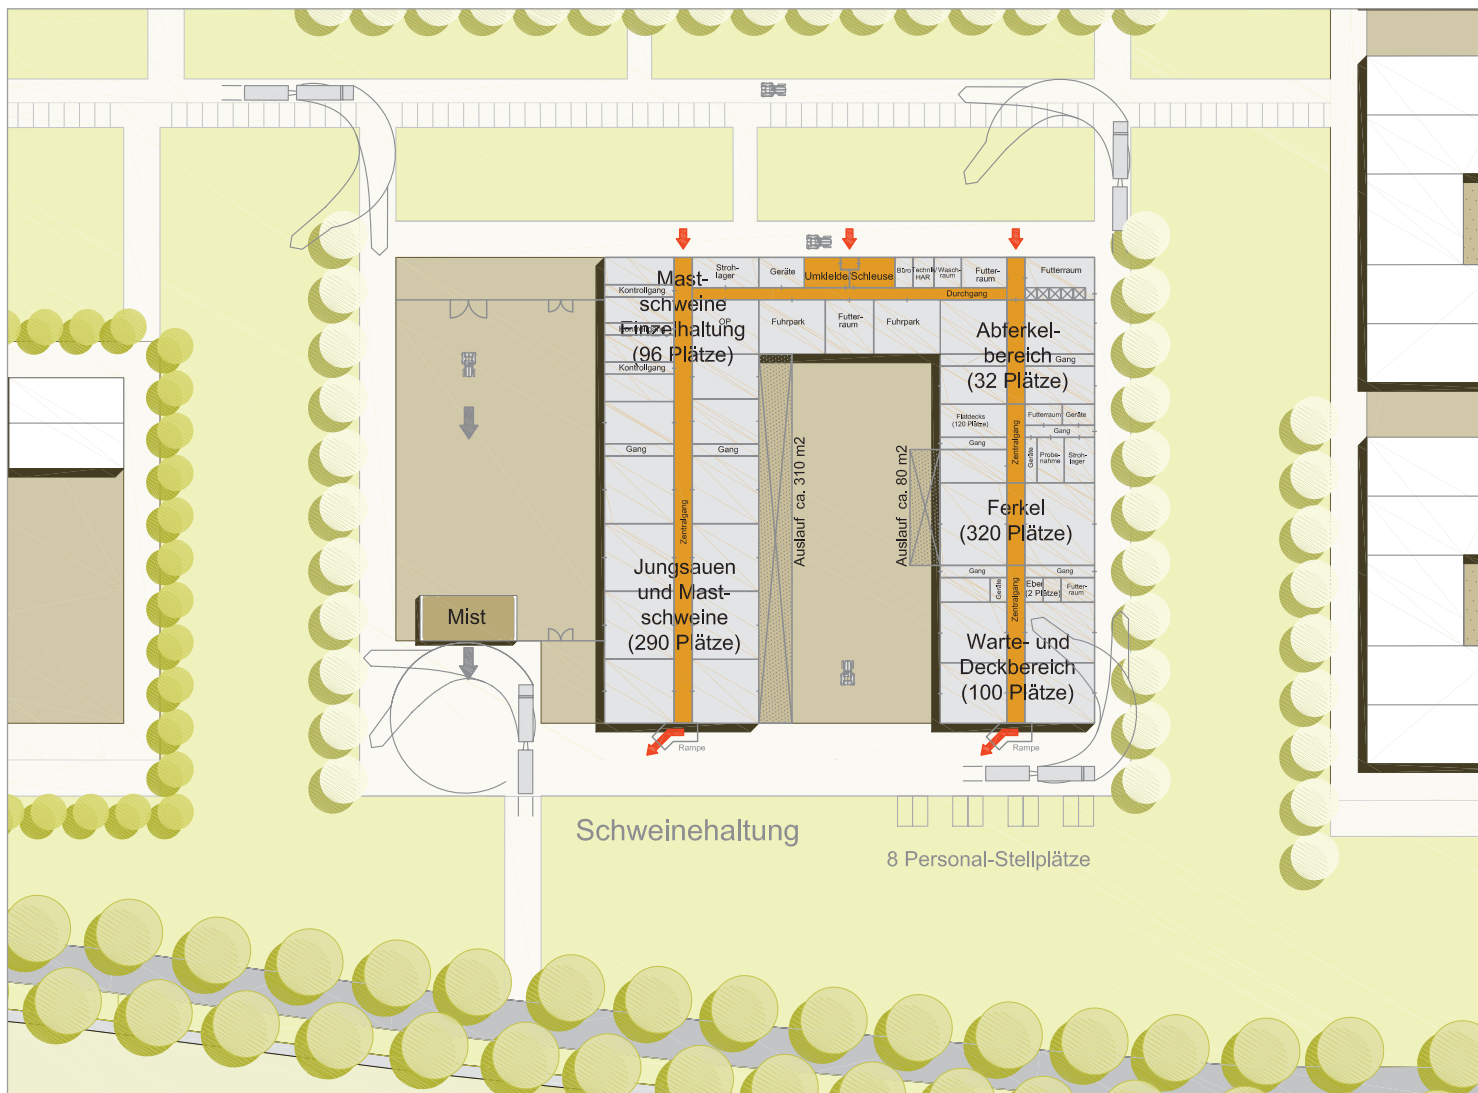 Mast-
schweine
Einzelhaltung
(96 Plätze)
Kontrollgang
Kontrollgang
Kontrollgang
Stroh-
lager
Geräte
Umkleide/Schleuse
Büro
Technik/
HAR
Wasch-
raum
Futter-
raum
Futterraum
Durchgang
OP
Fuhrpark
Futter-
raum
Fuhrpark
Abferkel-
bereich
(32 Plätze)
Gang
Flatdecks
(120 Plätze)
Futterraum
Geräte
Gang
Gang
Geräte
Probe-
nahme
Stroh-
lager
Zentralgang
Gang
Gang
Zentralgang
Auslauf ca. 310 m2
Auslauf ca. 80 m2
Ferkel
(320 Plätze)
Gang
Gang
Geräte
Zentralgang
Eber
(2 Plätze)
Futter-
raum
Jungsauen
und Mast-
schweine
(290 Plätze)
Warte- und
Deckbereich
(100 Plätze)
Mist
Rampe
Rampe
Schweinehaltung
8 Personal-Stellplätze